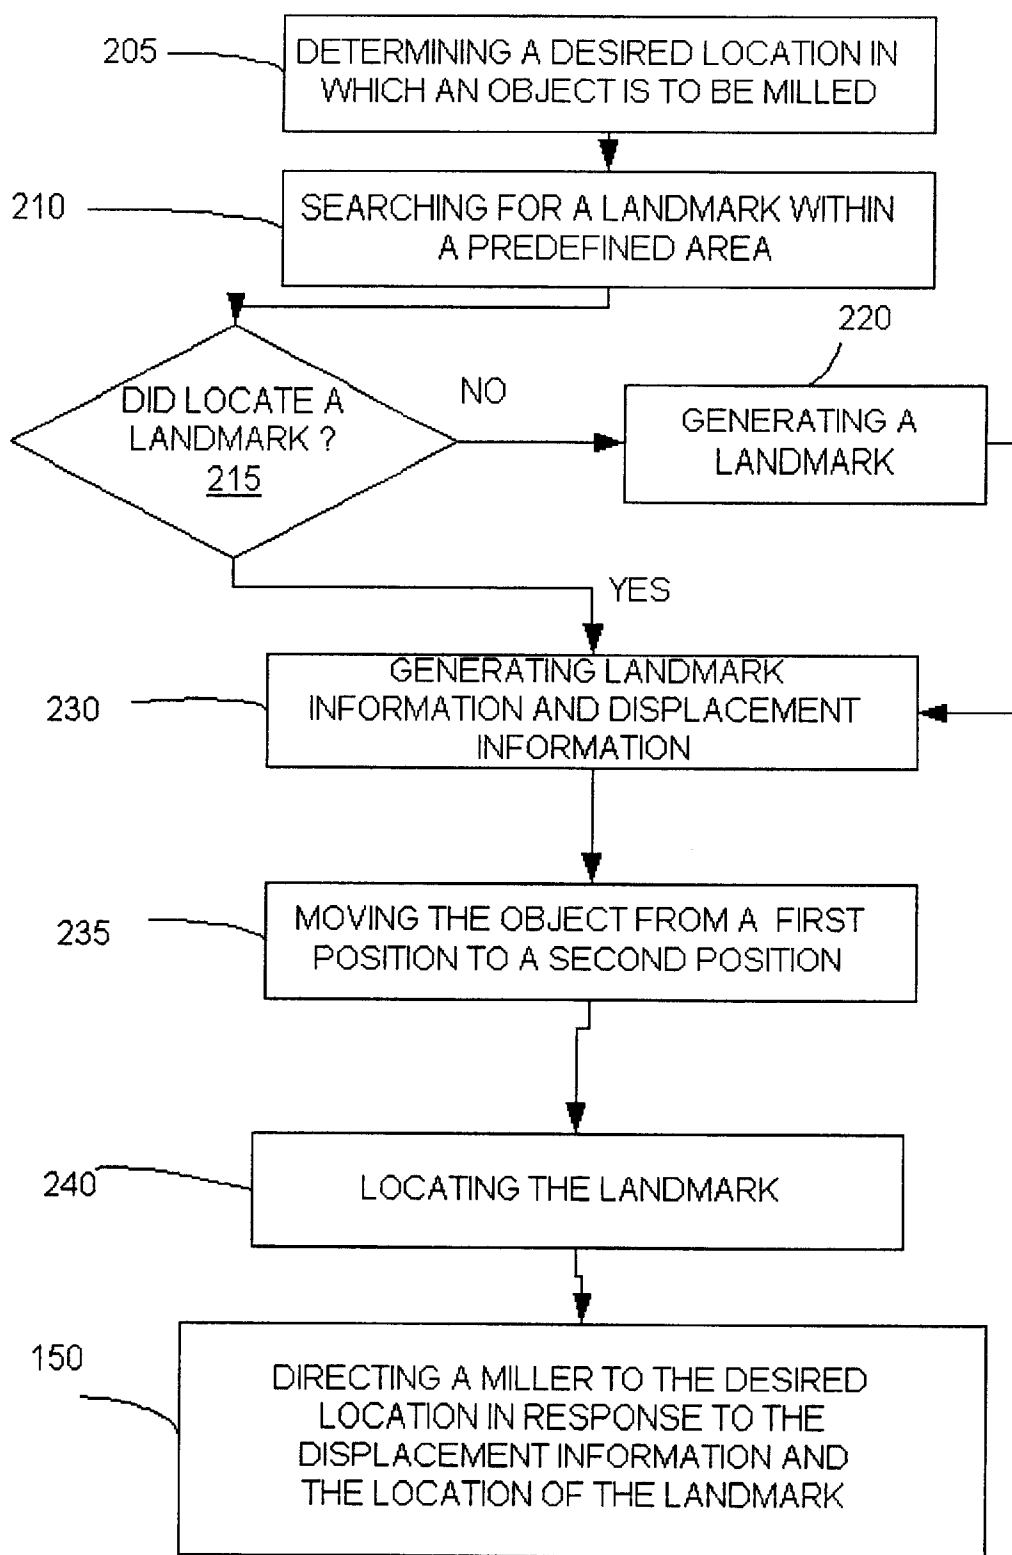 205
DETERMINING A DESIRED LOCATION IN
WHICH AN OBJECT IS TO BE MILLED
210
SEARCHING FOR A LANDMARK WITHIN
A PREDEFINED AREA
220
DID LOCATE A
LANDMARK ?
215
NO
GENERATING A
LANDMARK
YES
230
GENERATING LANDMARK
INFORMATION AND DISPLACEMENT
INFORMATION
235
MOVING THE OBJECT FROM A FIRST
POSITION TO A SECOND POSITION
240
LOCATING THE LANDMARK
150
DIRECTING A MILLER TO THE DESIRED
LOCATION IN RESPONSE TO THE
DISPLACEMENT INFORMATION AND
THE LOCATION OF THE LANDMARK